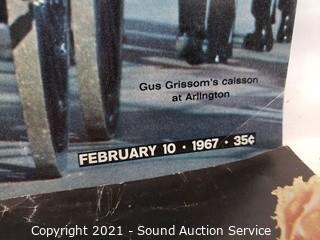 Gus Grissom's caisson
at Arlington
FEBRUARY 10 · 1967 · 35¢
Copyright 2021 - Sound Auction Service